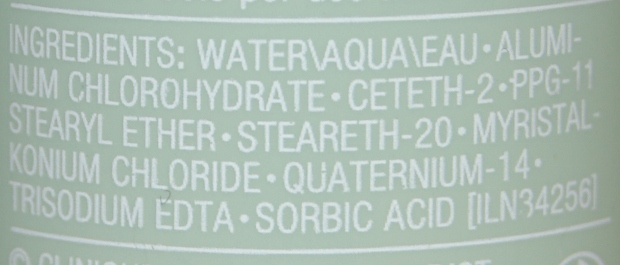 INGREDIENTS: WATER\AQUA\EAU • ALUMI-
NUM CHLOROHYDRATE • CETETH-2 • PPG-11
STEARYL ETHER • STEARETH-20 • MYRISTAL-
KONIUM CHLORIDE • QUATERNIUM-14 •
TRISODIUM EDTA • SORBIC ACID [ILN34256]